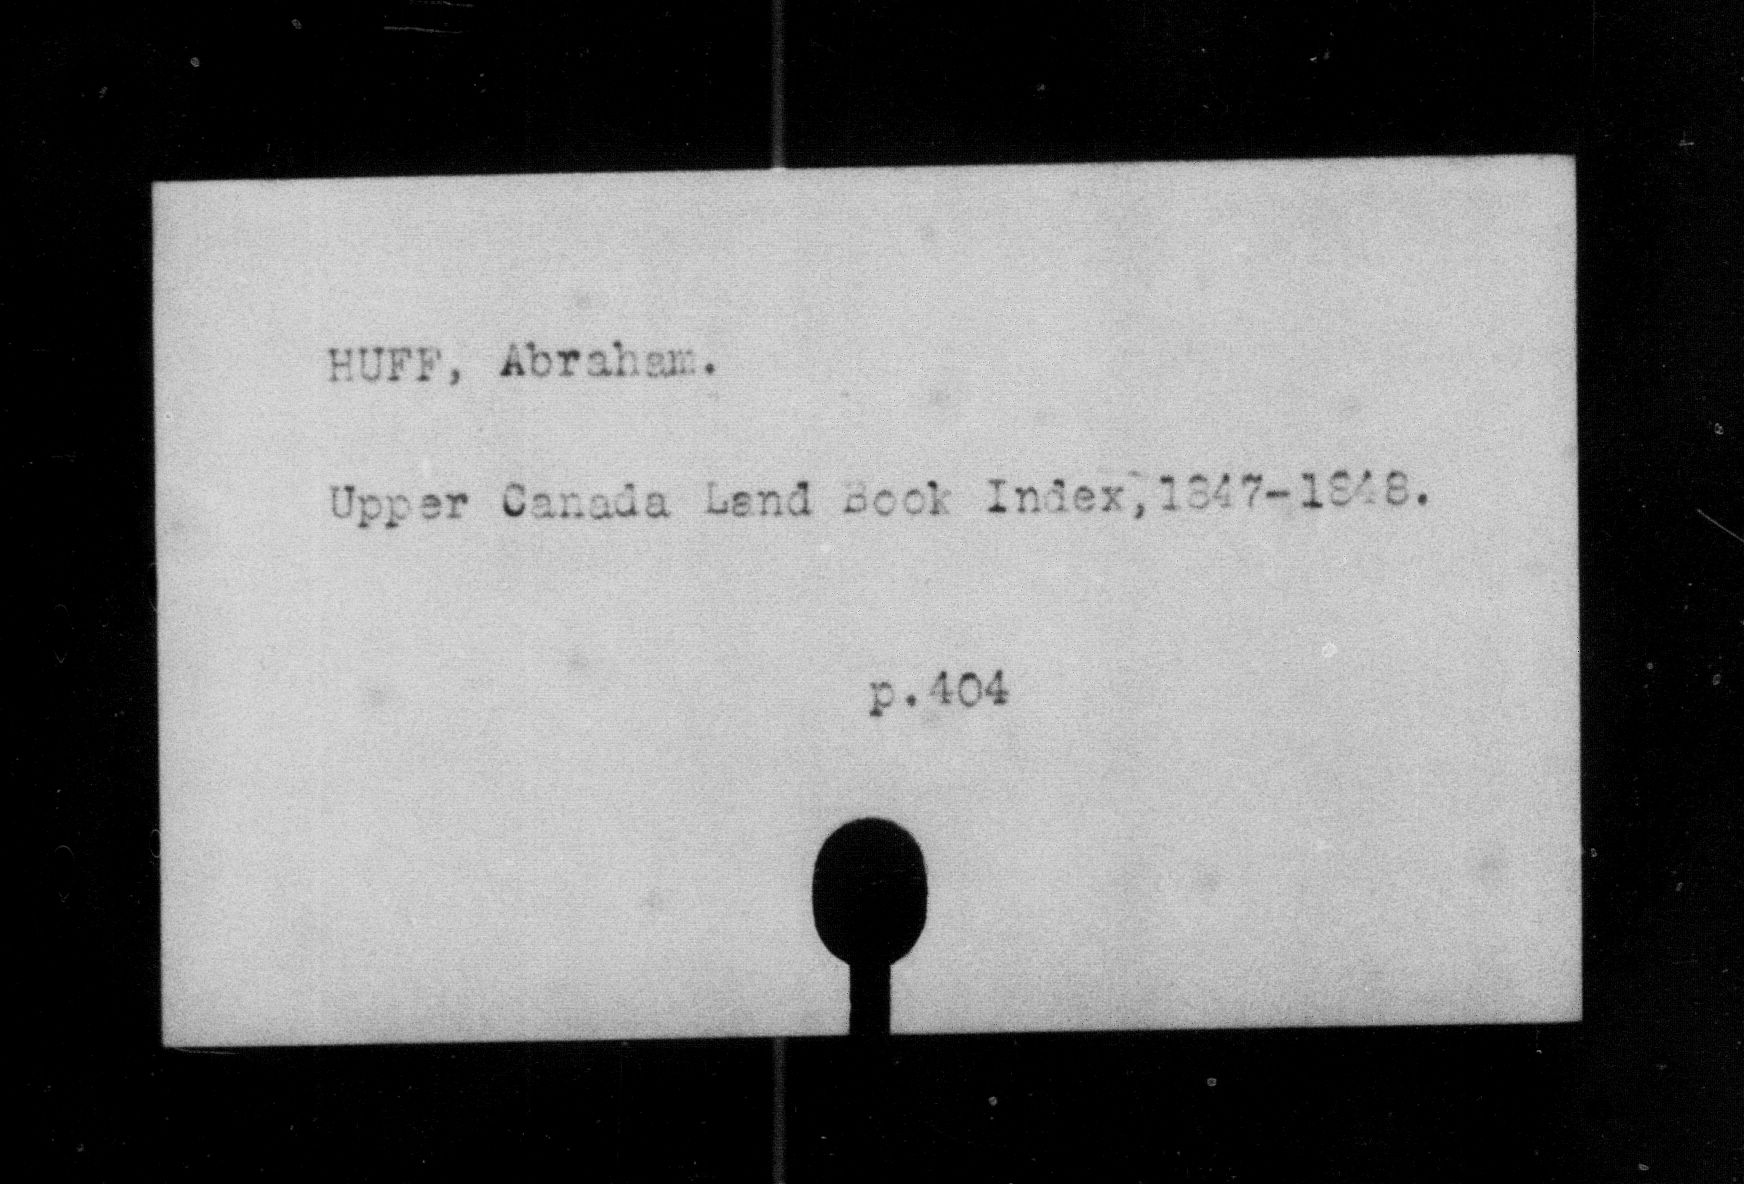 HUFF, Abraham.
Upper Canada Land Book Index,1847-1848.
p.404